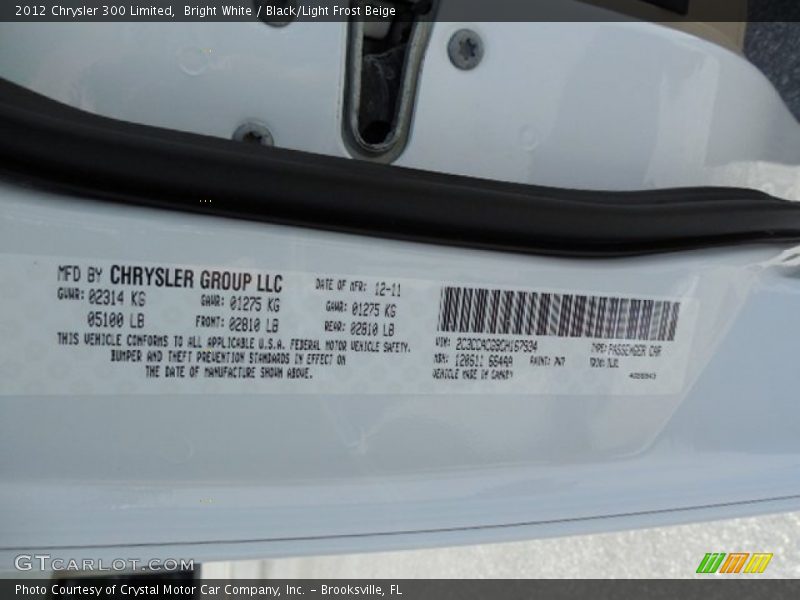 2012 Chrysler 300 Limited,  Bright White / Black/Light Frost Beige
MFD BY CHRYSLER GROUP LLC
DATE OF MFR: 12-11
GVWR: 02314 KG
GAWR: 01275 KG
GAWR: 01275 KG
05100 LB
FRONT: 02810 LB
REAR: 02810 LB
THIS VEHICLE CONFORMS TO ALL APPLICABLE U.S.A. FEDERAL MOTOR VEHICLE SAFETY,
BUMPER AND THEFT PREVENTION STANDARDS IN EFFECT ON
THE DATE OF MANUFACTURE SHOWN ABOVE.
VIN:
TYPE: PASSENGER CAR
MDH: PAINT: PW7
VEHICLE MADE IN CANADA
GTCARLOT.COM
Photo Courtesy of Crystal Motor Car Company, Inc. – Brooksville, FL